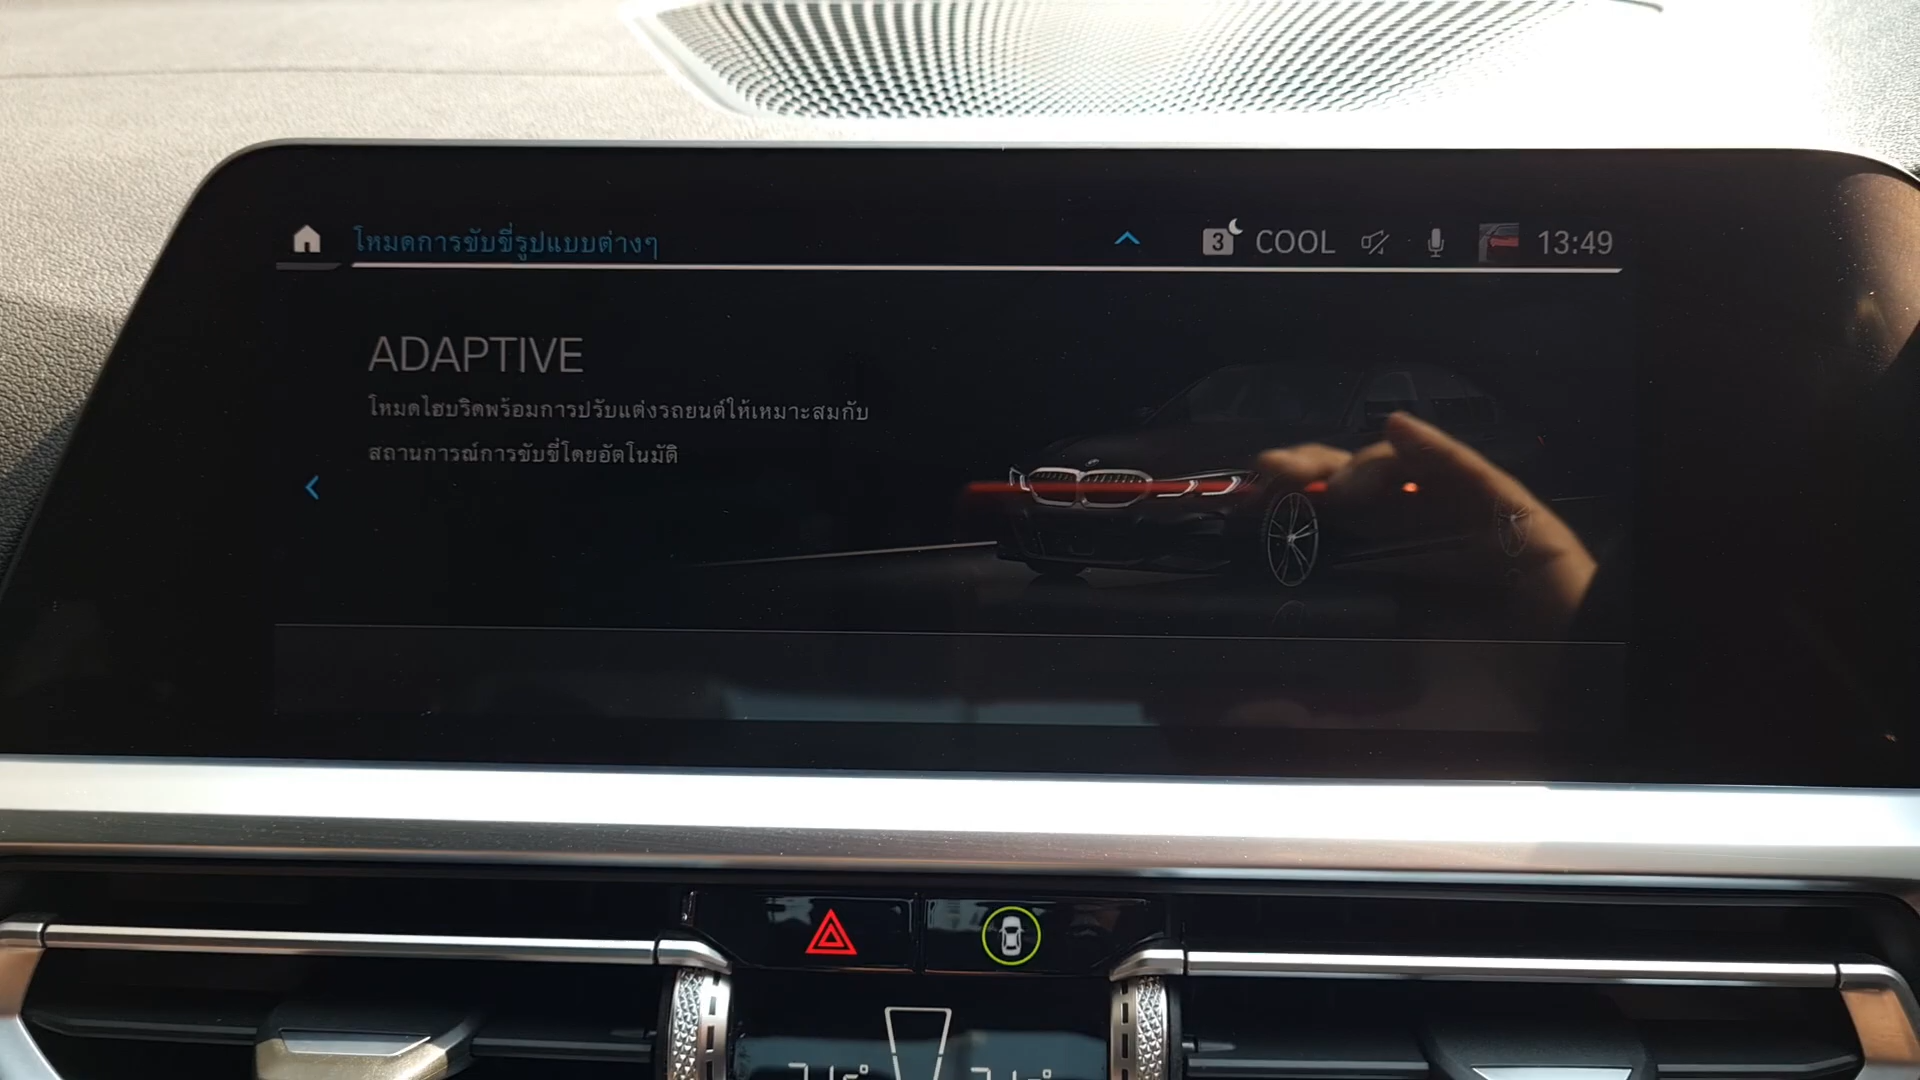 โหมดการขับขี่รูปแบบต่างๆ
3 COOL 13:49
ADAPTIVE
โหมดไฮบริดพร้อมการปรับแต่งรถยนต์ให้เหมาะสมกับ
สถานการณ์การขับขี่โดยอัตโนมัติ